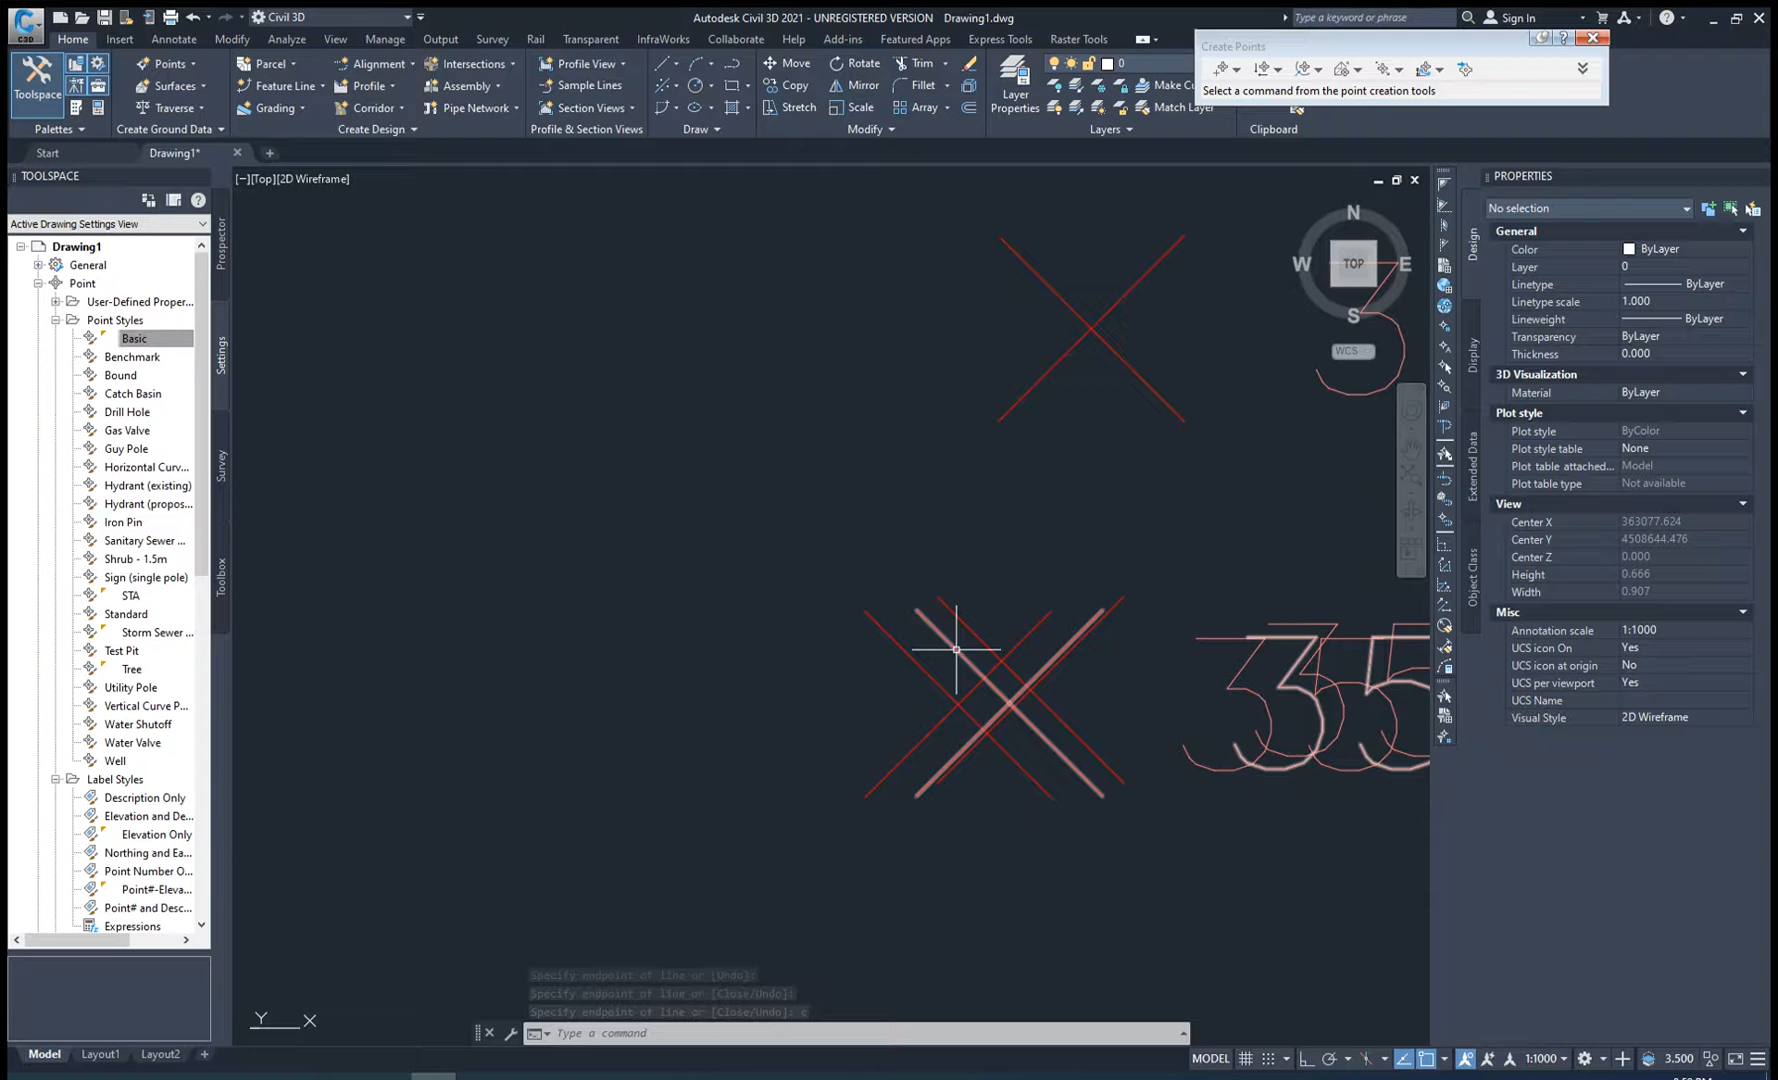 C3D
Civil 3D
Autodesk Civil 3D 2021 - UNREGISTERED VERSION Drawing1.dwg
Type a keyword or phrase
Sign In
Home Insert Annotate Modify Analyze View Manage Output Survey Rail Transparent InfraWorks Collaborate Help Add-ins Featured Apps Express Tools Raster Tools
Create Points
Select a command from the point creation tools
Toolspace
Palettes
Points
Surfaces
Traverse
Create Ground Data
Parcel
Feature Line
Grading
Alignment
Profile
Corridor
Intersections
Assembly
Pipe Network
Create Design
Profile View
Sample Lines
Section Views
Profile & Section Views
Draw
Move
Copy
Stretch
Rotate
Mirror
Scale
Trim
Fillet
Array
Modify
Layer
Properties
0
Make Cu
Match Layer
Layers
Clipboard
Start
Drawing1*
TOOLSPACE
Active Drawing Settings View
Drawing1
General
Point
User-Defined Proper...
Point Styles
Basic
Benchmark
Bound
Catch Basin
Drill Hole
Gas Valve
Guy Pole
Horizontal Curv...
Hydrant (existing)
Hydrant (propos...
Iron Pin
Sanitary Sewer ...
Shrub - 1.5m
Sign (single pole)
STA
Standard
Storm Sewer ...
Test Pit
Tree
Utility Pole
Vertical Curve P...
Water Shutoff
Water Valve
Well
Label Styles
Description Only
Elevation and De...
Elevation Only
Northing and Ea...
Point Number O...
Point#-Eleva...
Point# and Desc...
Expressions
Prospector
Settings
Survey
Toolbox
[−][Top][2D Wireframe]
N
W TOP E
S
WCS
Y X
Specify endpoint of line or [Undo]:
Specify endpoint of line or [Close/Undo]:
Specify endpoint of line or [Close/Undo]: c
Type a command
PROPERTIES
No selection
Design
Display
Extended Data
Object Class
General
Color ByLayer
Layer 0
Linetype ByLayer
Linetype scale 1.000
Lineweight ByLayer
Transparency ByLayer
Thickness 0.000
3D Visualization
Material ByLayer
Plot style
Plot style ByColor
Plot style table None
Plot table attached... Model
Plot table type Not available
View
Center X 363077.624
Center Y 4508644.476
Center Z 0.000
Height 0.666
Width 0.907
Misc
Annotation scale 1:1000
UCS icon On Yes
UCS icon at origin No
UCS per viewport Yes
UCS Name
Visual Style 2D Wireframe
Model Layout1 Layout2 +
MODEL 1:1000 3.500